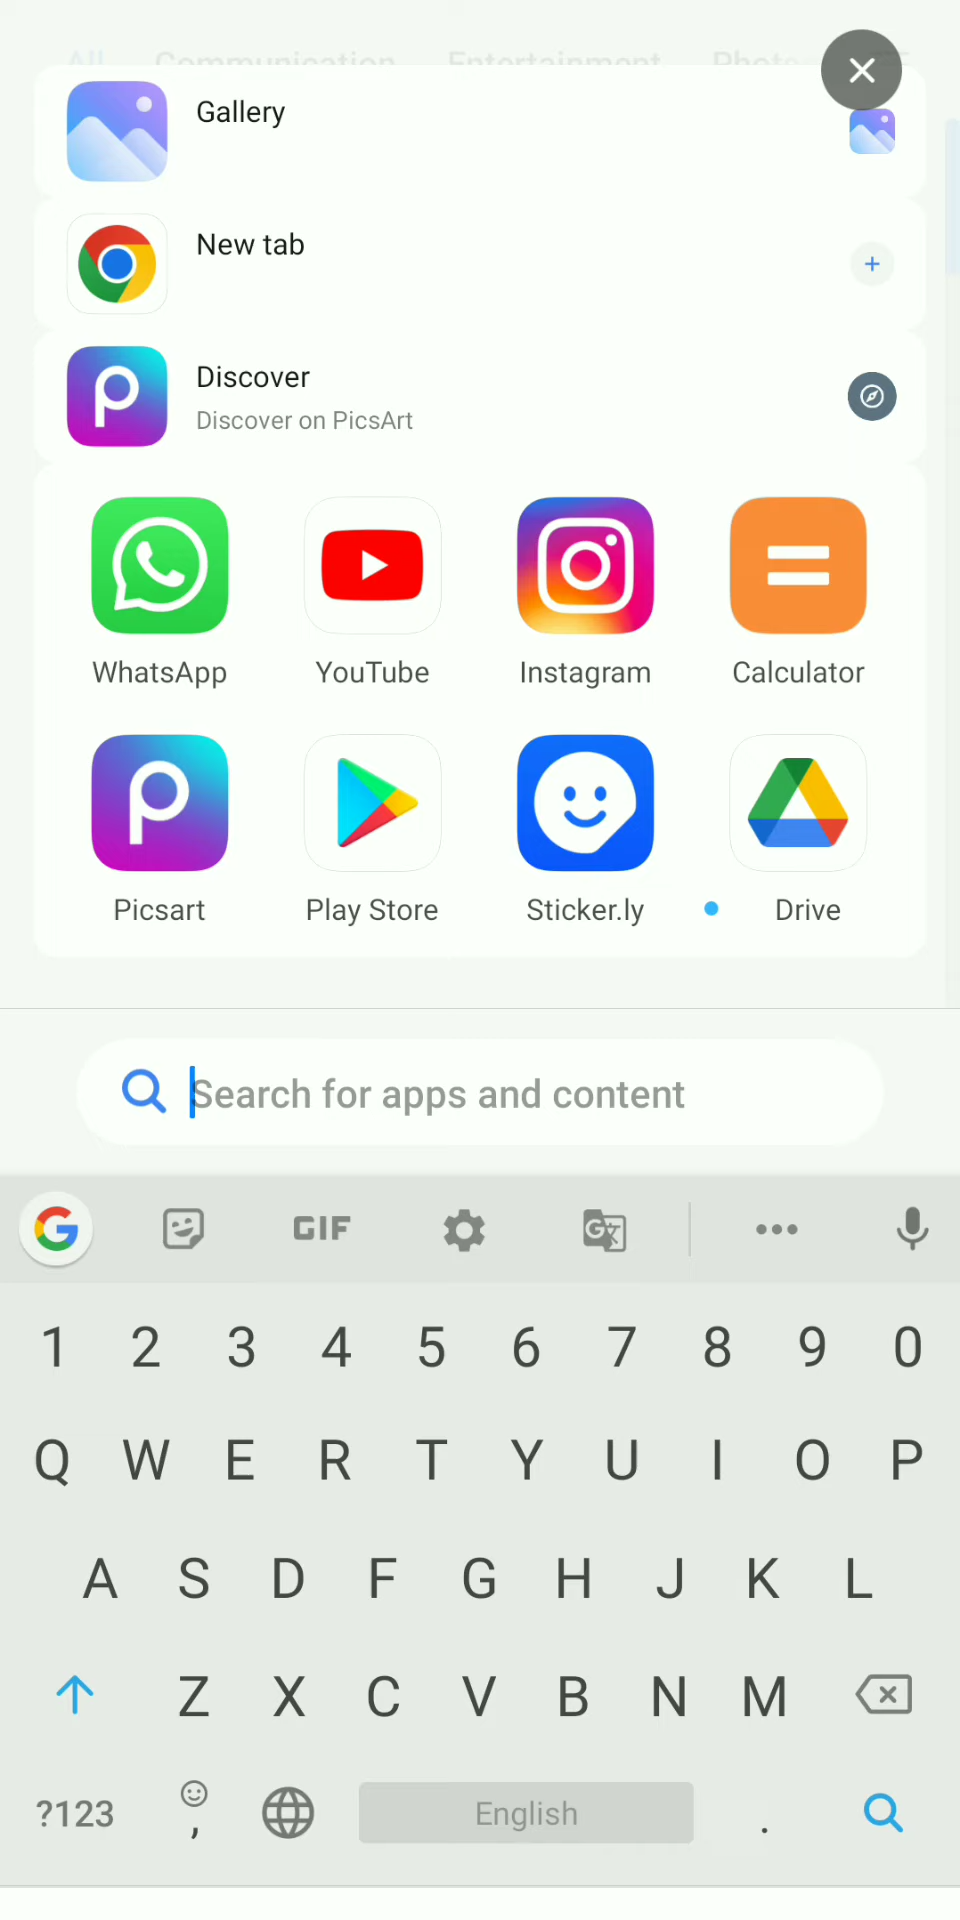 All Communication Entertainment Photo
Gallery
New tab
Discover
Discover on PicsArt
WhatsApp YouTube Instagram Calculator
Picsart Play Store Sticker.ly Drive
Search for apps and content
GIF
1 2 3 4 5 6 7 8 9 0
Q W E R T Y U I O P
A S D F G H J K L
Z X C V B N M
?123 , English .